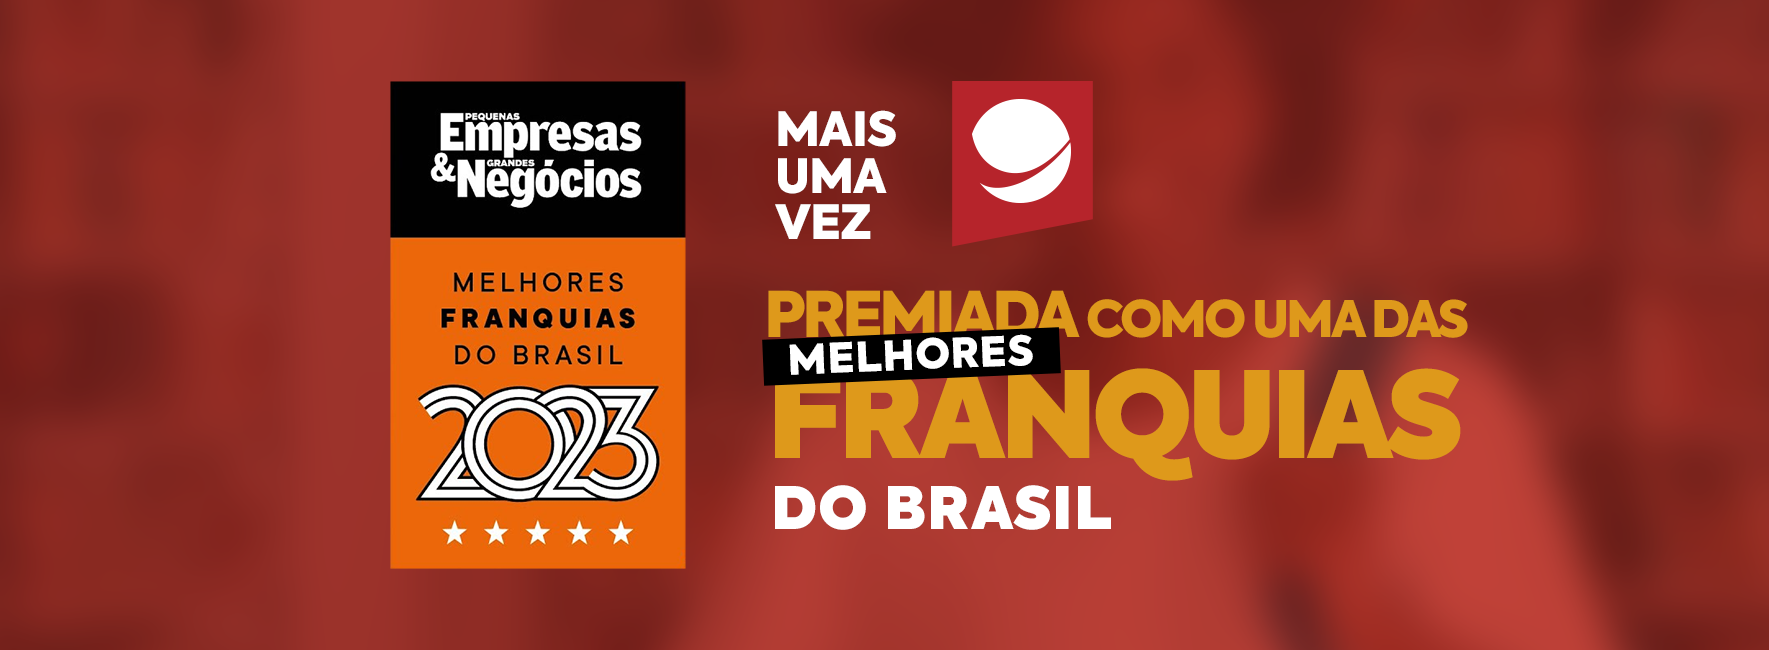 PEQUENAS
Empresas
& GRANDES
Negócios
MELHORES
FRANQUIAS
DO BRASIL
2023
MAIS
UMA
VEZ
PREMIADA COMO UMA DAS
MELHORES
FRANQUIAS
DO BRASIL